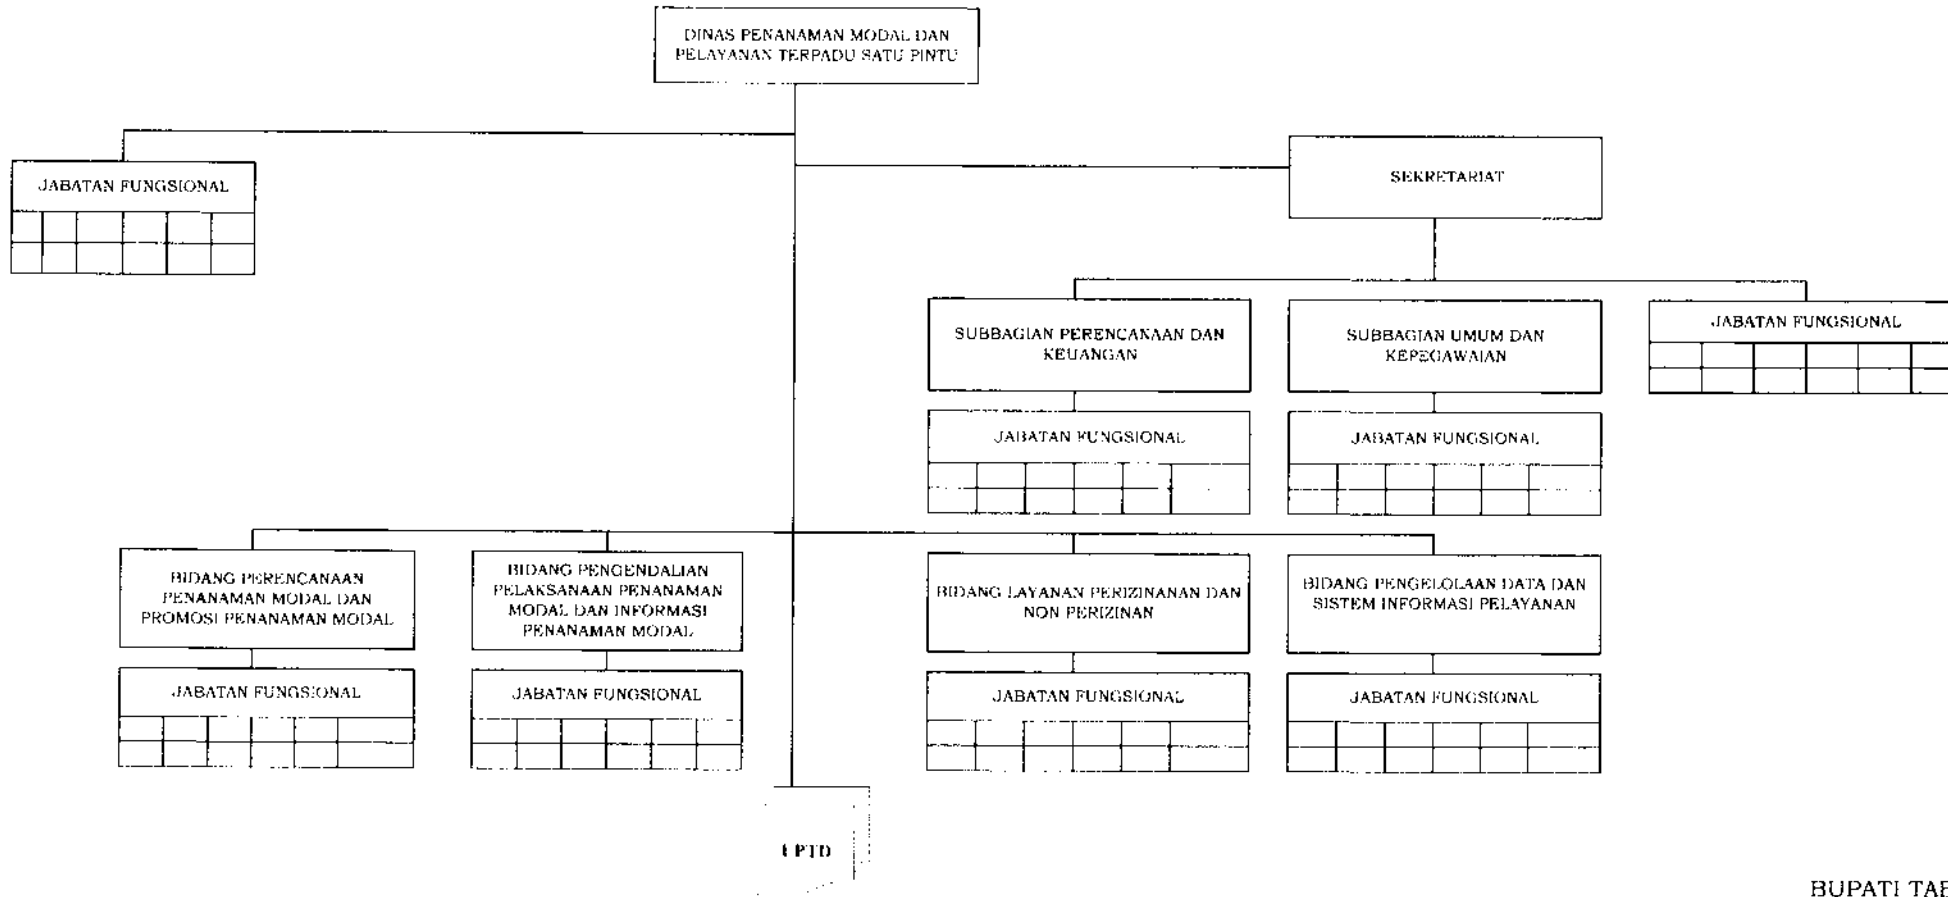 DINAS PENANAMAN MODAL DAN
PELAYANAN TERPADU SATU PINTU
JABATAN FUNGSIONAL
SEKRETARIAT
SUBBAGIAN PERENCANAAN DAN
KEUANGAN
SUBBAGIAN UMUM DAN
KEPEGAWAIAN
JABATAN FUNGSIONAL
JABATAN FUNGSIONAL
JABATAN FUNGSIONAL
BIDANG PERENCANAAN
PENANAMAN MODAL DAN
PROMOSI PENANAMAN MODAL
BIDANG PENGENDALIAN
PELAKSANAAN PENANAMAN
MODAL DAN INFORMASI
PENANAMAN MODAL
BIDANG LAYANAN PERIZINANAN DAN
NON PERIZINAN
BIDANG PENGELOLAAN DATA DAN
SISTEM INFORMASI PELAYANAN
JABATAN FUNGSIONAL
JABATAN FUNGSIONAL
JABATAN FUNGSIONAL
JABATAN FUNGSIONAL
UPTD
BUPATI